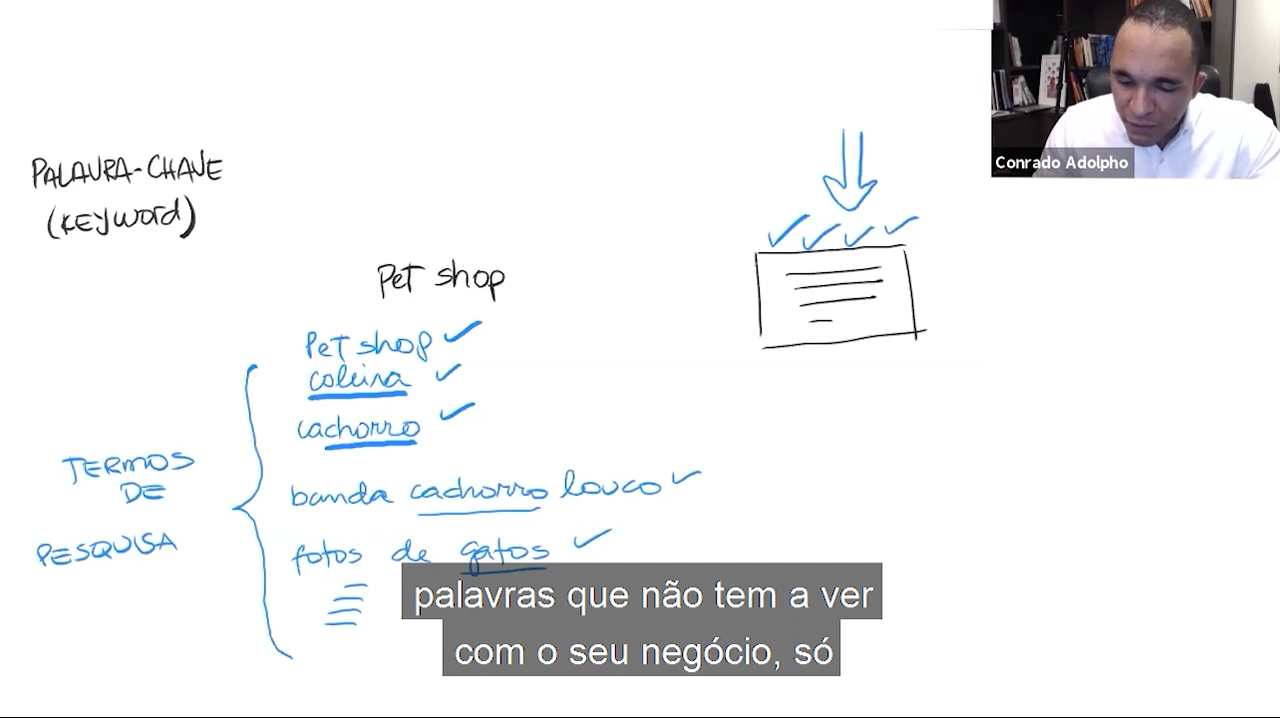 Conrado Adolpho
PALAVRA-CHAVE
(KEYWORD)
Pet shop
Pet shop
coleira
cachorro
TERMOS
DE
PESQUISA
banda cachorro louco
fotos de gatos
palavras que não tem a ver
com o seu negócio, só